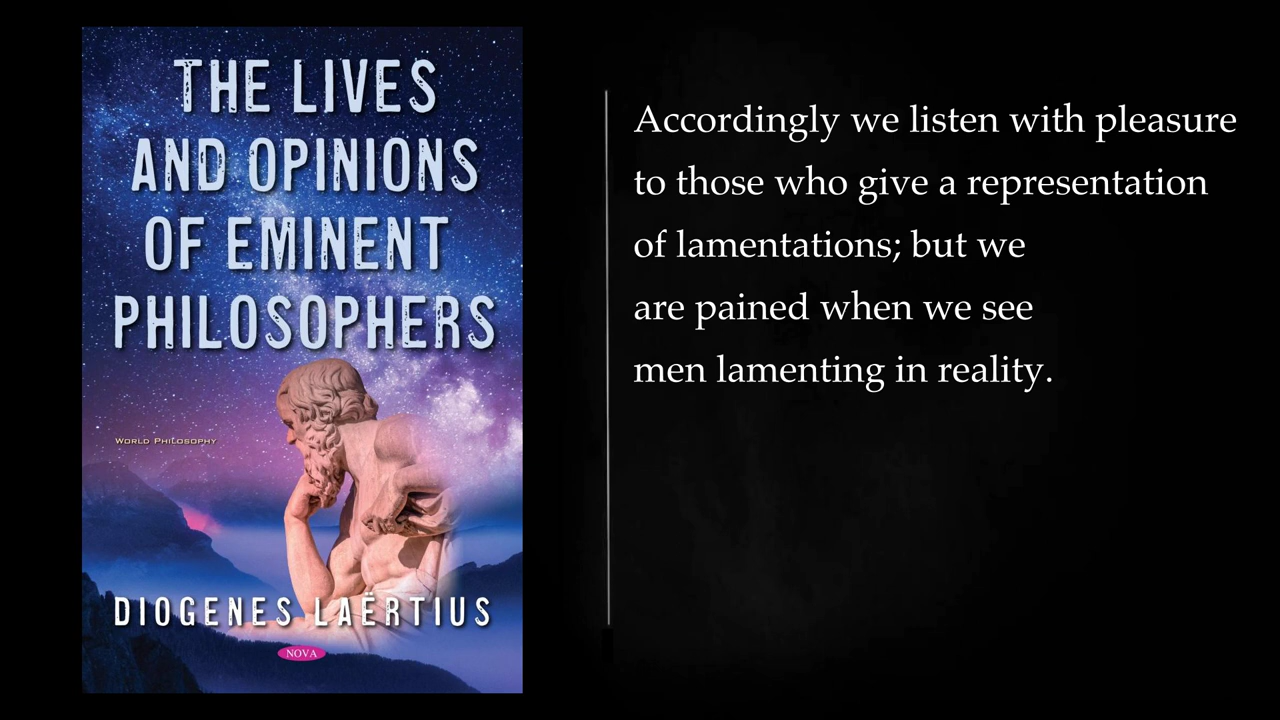 THE LIVES
AND OPINIONS
OF EMINENT
PHILOSOPHERS
WORLD PHILOSOPHY
DIOGENES LAËRTIUS
NOVA
Accordingly we listen with pleasure
to those who give a representation
of lamentations; but we
are pained when we see
men lamenting in reality.